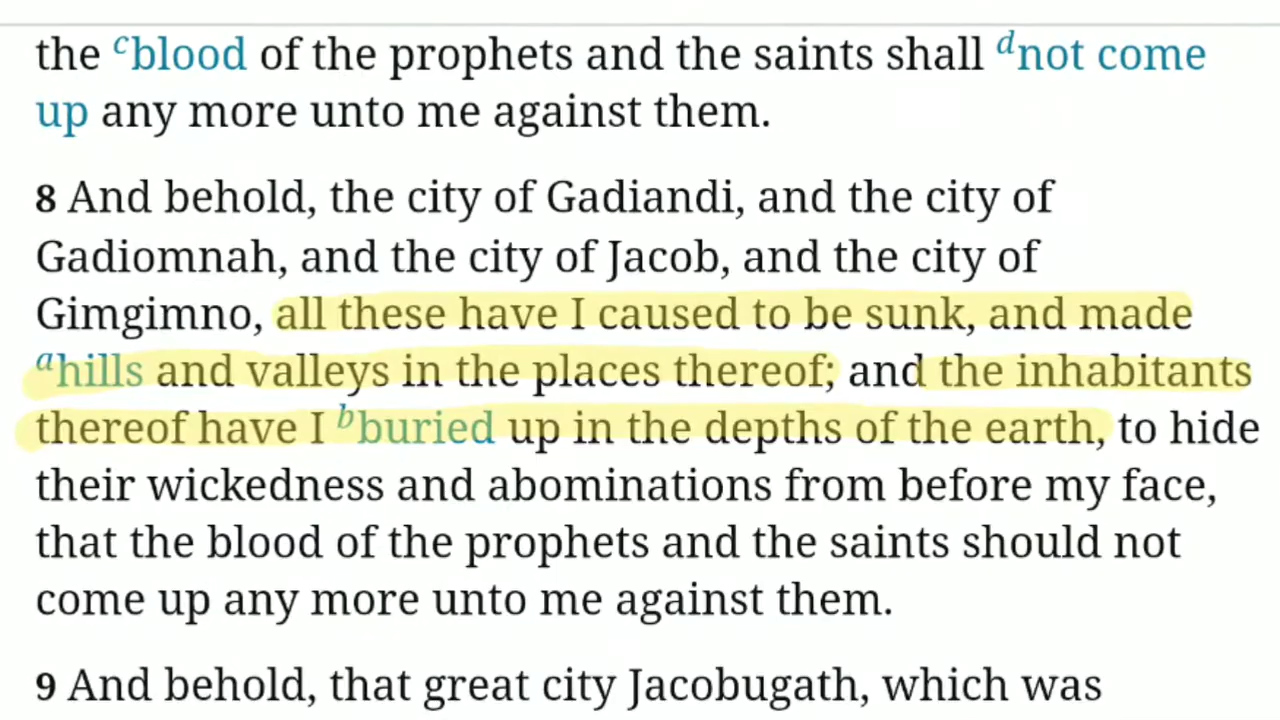 the cblood of the prophets and the saints shall dnot come
up any more unto me against them.
8 And behold, the city of Gadiandi, and the city of
Gadiomnah, and the city of Jacob, and the city of
Gimgimno, all these have I caused to be sunk, and made
ahills and valleys in the places thereof; and the inhabitants
thereof have I bburied up in the depths of the earth, to hide
their wickedness and abominations from before my face,
that the blood of the prophets and the saints should not
come up any more unto me against them.
9 And behold, that great city Jacobugath, which was